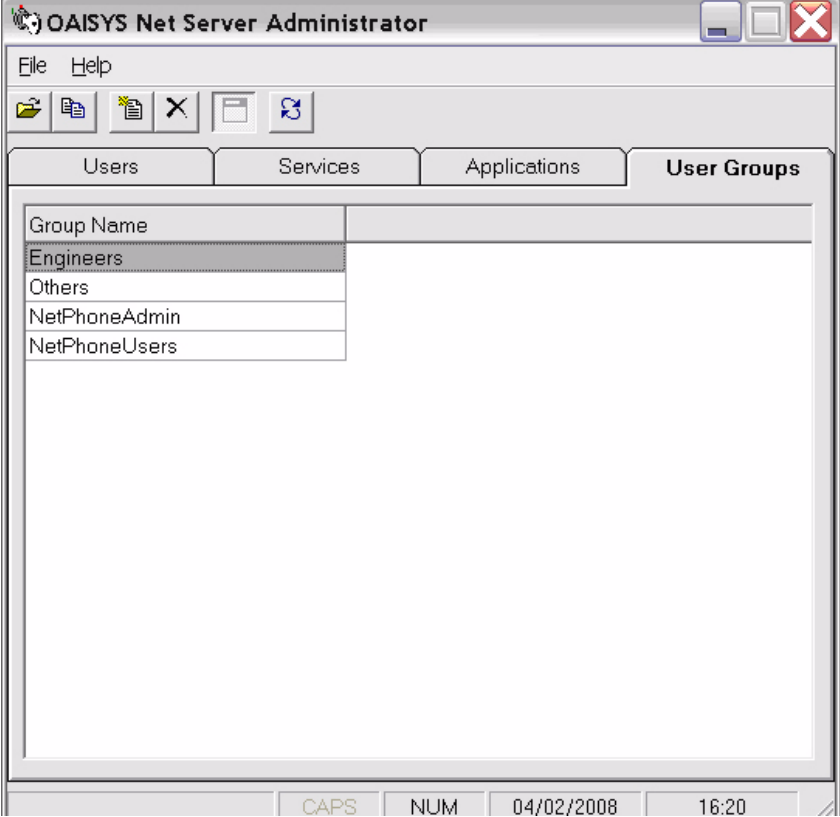 OAISYS Net Server Administrator
File Help
Users Services Applications User Groups
Group Name
Engineers
Others
NetPhoneAdmin
NetPhoneUsers
CAPS NUM 04/02/2008 16:20